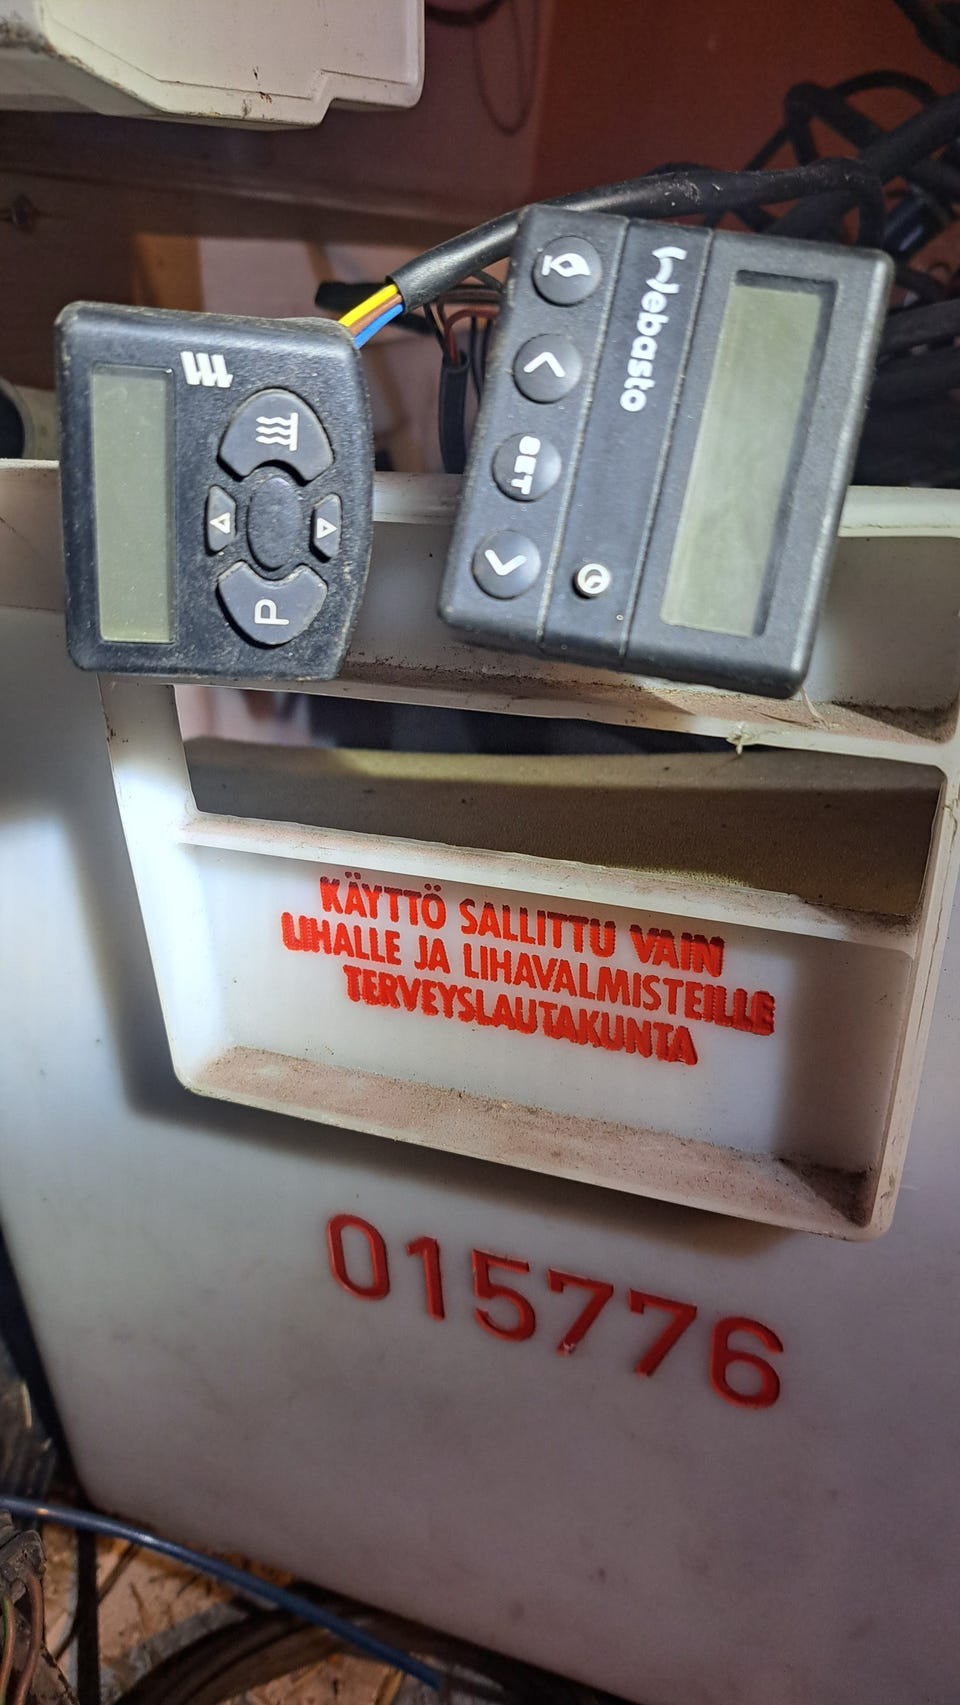 P
Webasto
SET
KÄYTTÖ SALLITTU VAIN
LIHALLE JA LIHAVALMISTEILLE
TERVEYSLAUTAKUNTA
015776